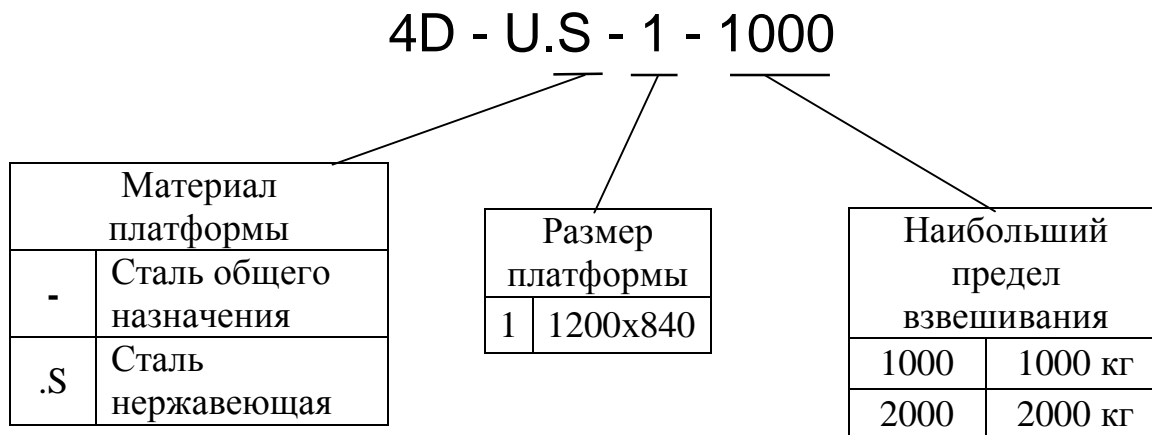 4D - U.S - 1 - 1000
Материал
платформы
- Сталь общего
назначения
.S Сталь
нержавеющая
Размер
платформы
1 1200x840
Наибольший
предел
взвешивания
1000 1000 кг
2000 2000 кг